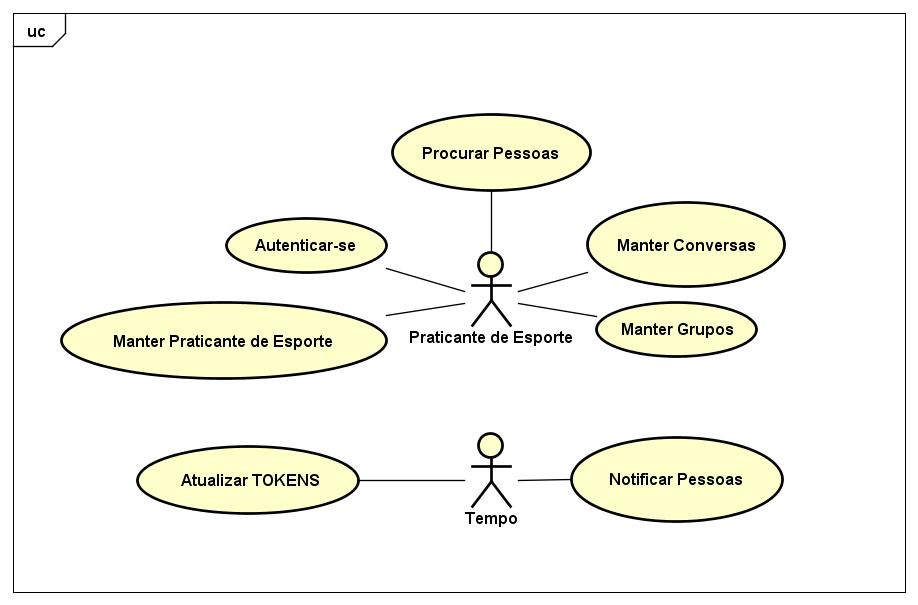 uc
Procurar Pessoas
Autenticar-se
Manter Conversas
Manter Praticante de Esporte
Praticante de Esporte
Manter Grupos
Atualizar TOKENS
Tempo
Notificar Pessoas